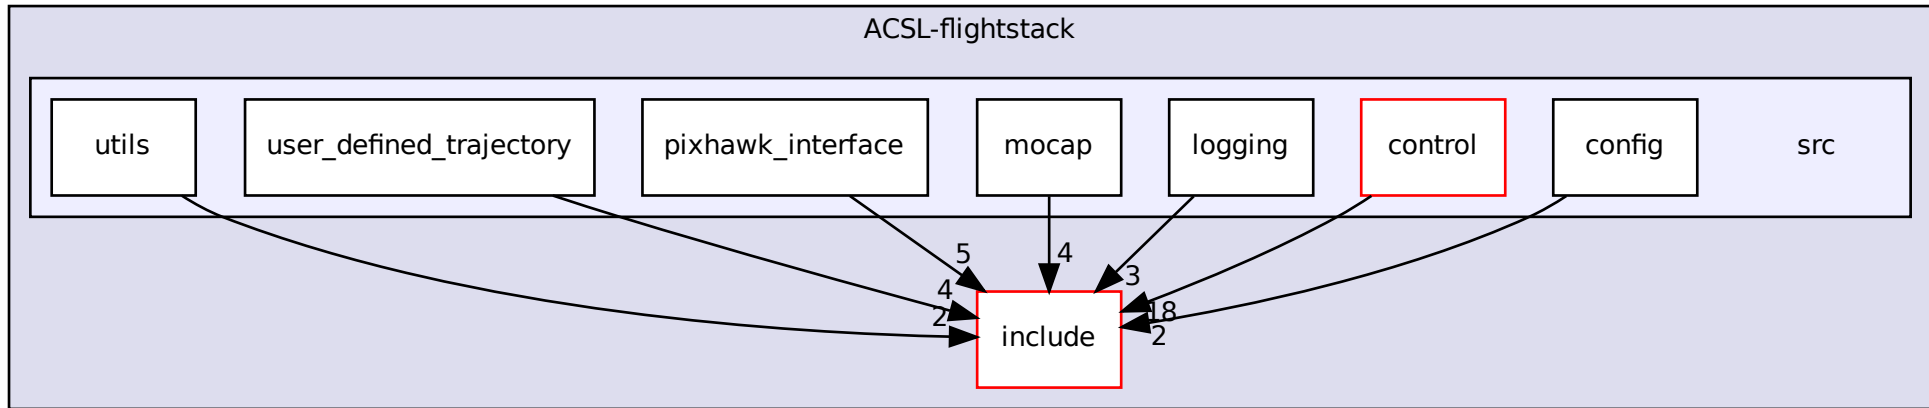 ACSL-flightstack
utils
user_defined_trajectory
pixhawk_interface
mocap
logging
control
config
src
5
4
3
4
18
2
2
include